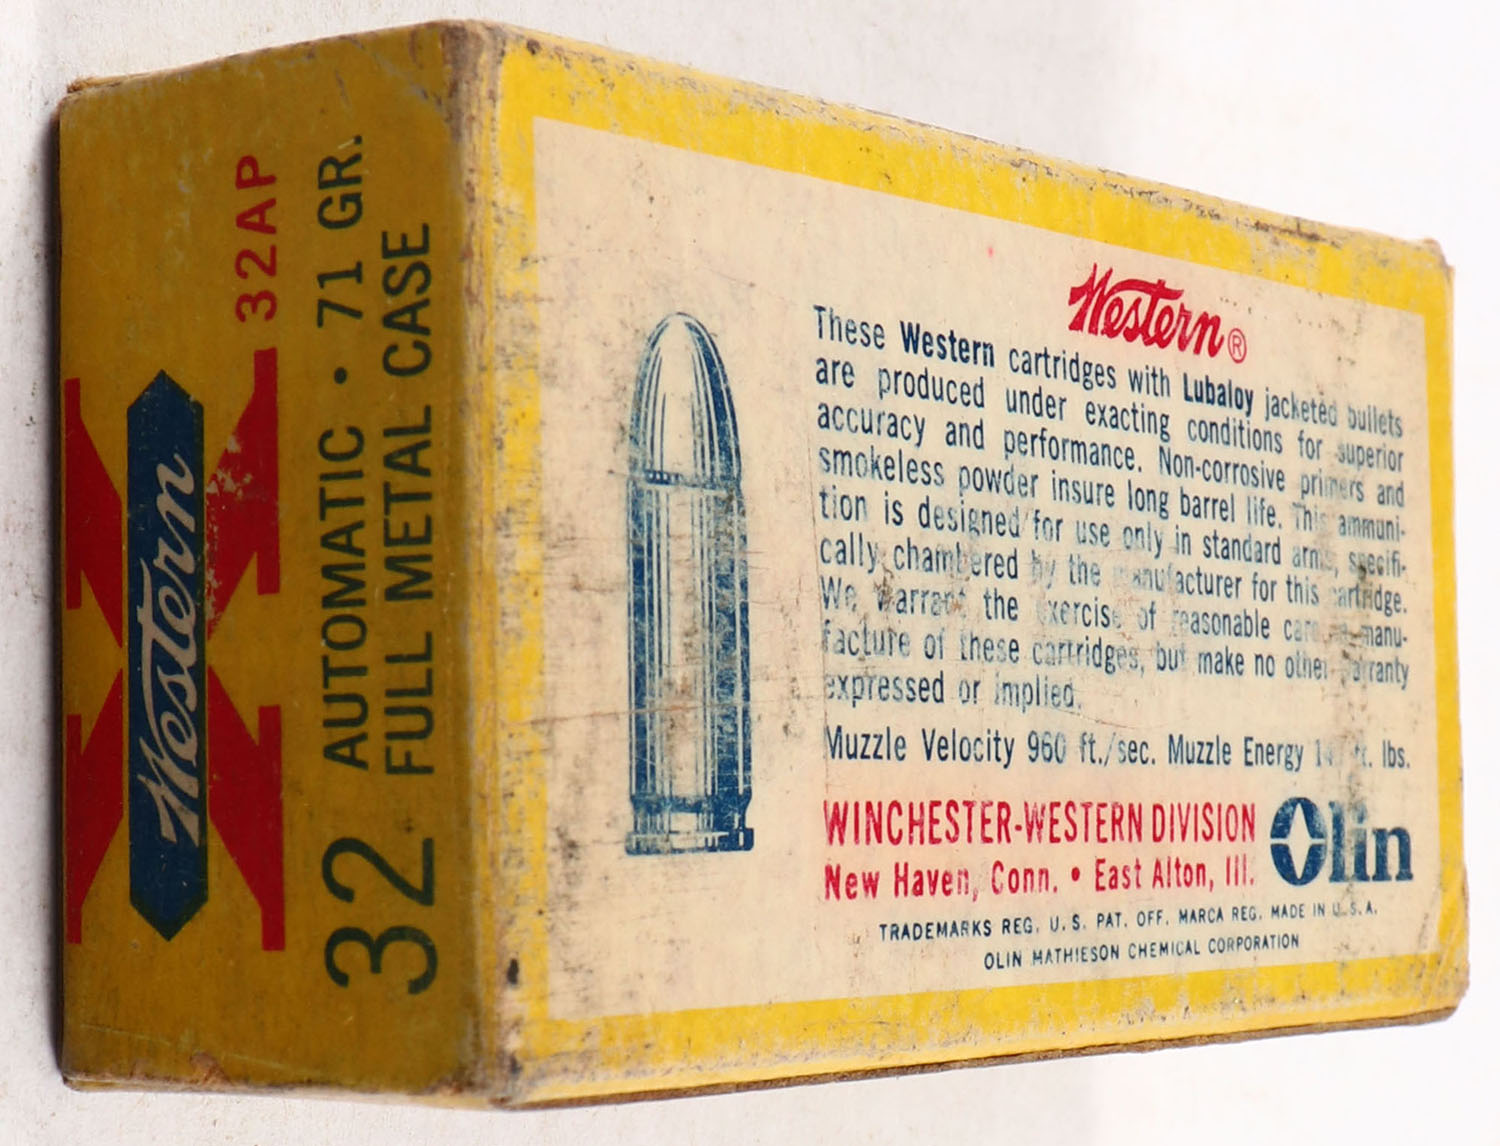 Western
32AP
32 AUTOMATIC · 71 GR.
FULL METAL CASE
Western®
These Western cartridges with Lubaloy jacketed bullets
are produced under exacting conditions for superior
accuracy and performance. Non-corrosive primers and
smokeless powder insure long barrel life. This ammuni-
tion is designed for use only in standard arms, specifi-
cally chambered by the manufacturer for this cartridge.
We warrant the exercise of reasonable care manu-
facture of these cartridges, but make no other warranty
expressed or implied.
Muzzle Velocity 960 ft./sec. Muzzle Energy ft. lbs.
WINCHESTER-WESTERN DIVISION
New Haven, Conn. • East Alton, Ill.
Olin
TRADEMARKS REG. U.S. PAT. OFF. MARCA REG. MADE IN U.S.A.
OLIN MATHIESON CHEMICAL CORPORATION